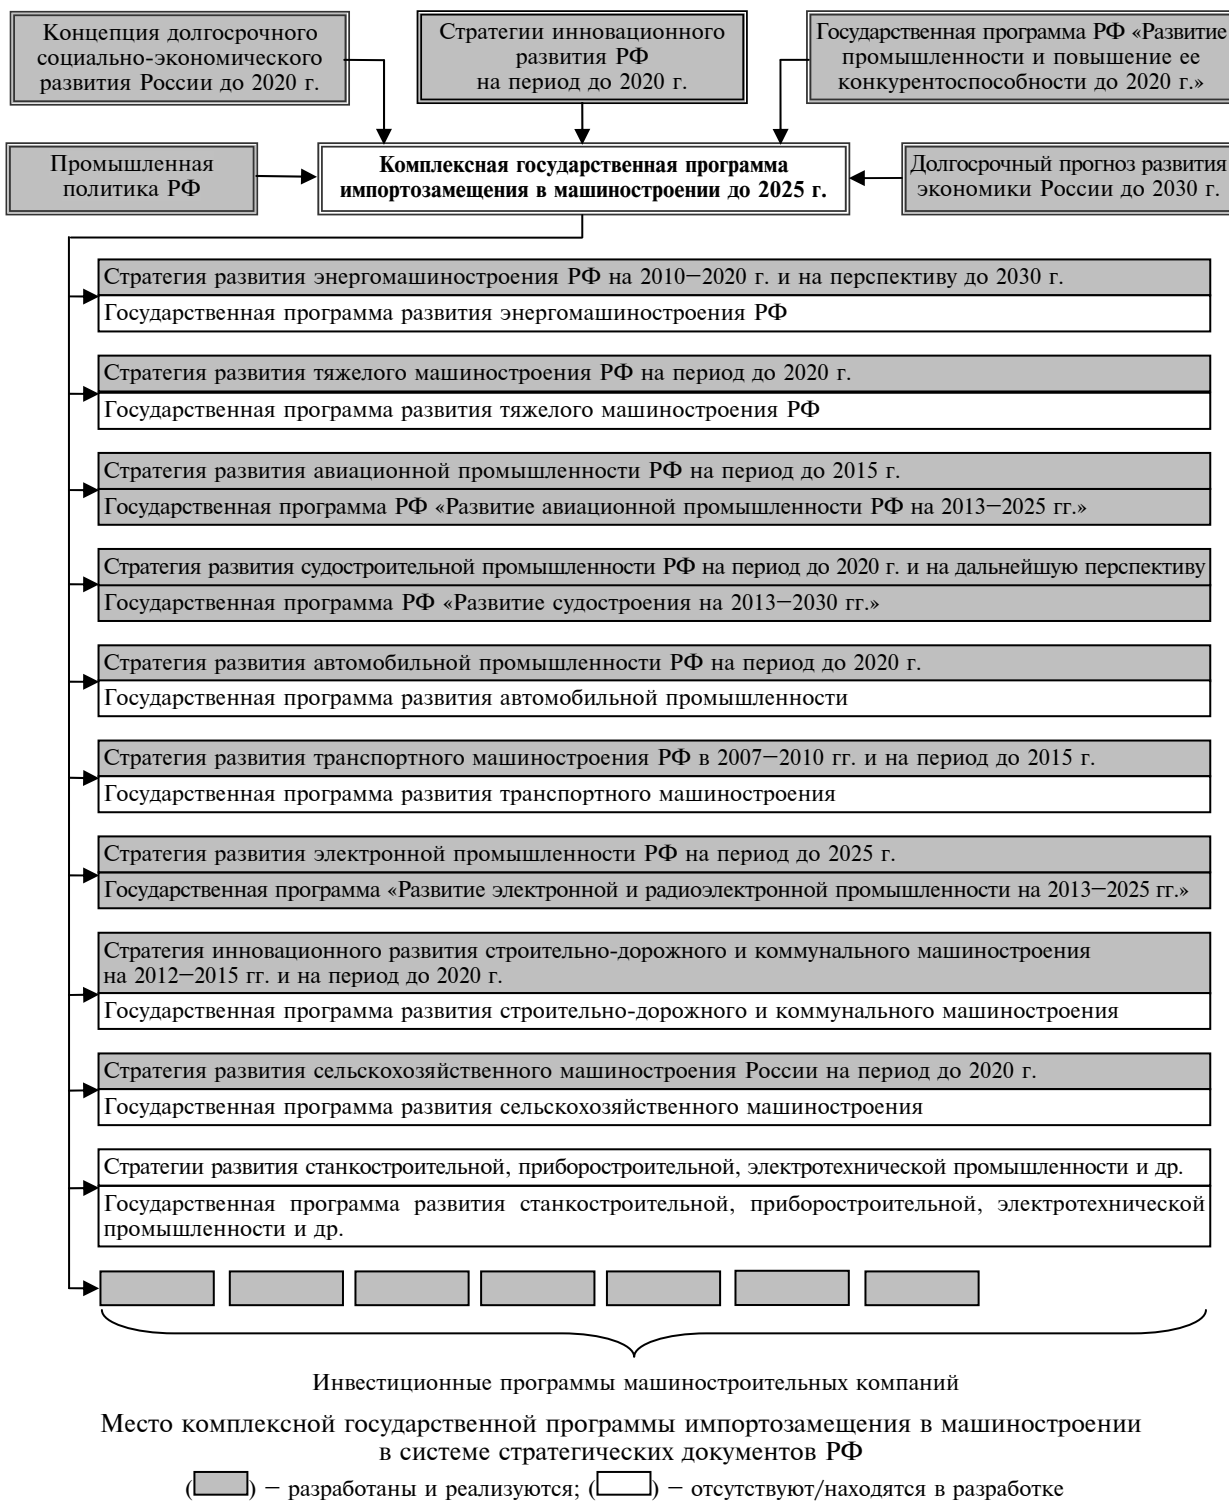 Концепция долгосрочного
социально-экономического
развития России до 2020 г.
Стратегии инновационного
развития РФ
на период до 2020 г.
Государственная программа РФ «Развитие
промышленности и повышение ее
конкурентоспособности до 2020 г.»
Промышленная
политика РФ
Комплексная государственная программа
импортозамещения в машиностроении до 2025 г.
Долгосрочный прогноз развития
экономики России до 2030 г.
Стратегия развития энергомашиностроения РФ на 2010–2020 г. и на перспективу до 2030 г.
Государственная программа развития энергомашиностроения РФ
Стратегия развития тяжелого машиностроения РФ на период до 2020 г.
Государственная программа развития тяжелого машиностроения РФ
Стратегия развития авиационной промышленности РФ на период до 2015 г.
Государственная программа РФ «Развитие авиационной промышленности РФ на 2013–2025 гг.»
Стратегия развития судостроительной промышленности РФ на период до 2020 г. и на дальнейшую перспективу
Государственная программа РФ «Развитие судостроения на 2013–2030 гг.»
Стратегия развития автомобильной промышленности РФ на период до 2020 г.
Государственная программа развития автомобильной промышленности
Стратегия развития транспортного машиностроения РФ в 2007–2010 гг. и на период до 2015 г.
Государственная программа развития транспортного машиностроения
Стратегия развития электронной промышленности РФ на период до 2025 г.
Государственная программа «Развитие электронной и радиоэлектронной промышленности на 2013–2025 гг.»
Стратегия инновационного развития строительно-дорожного и коммунального машиностроения
на 2012–2015 гг. и на период до 2020 г.
Государственная программа развития строительно-дорожного и коммунального машиностроения
Стратегия развития сельскохозяйственного машиностроения России на период до 2020 г.
Государственная программа развития сельскохозяйственного машиностроения
Стратегии развития станкостроительной, приборостроительной, электротехнической промышленности и др.
Государственная программа развития станкостроительной, приборостроительной, электротехнической
промышленности и др.
Инвестиционные программы машиностроительных компаний
Место комплексной государственной программы импортозамещения в машиностроении
в системе стратегических документов РФ
( ) – разработаны и реализуются; ( ) – отсутствуют/находятся в разработке